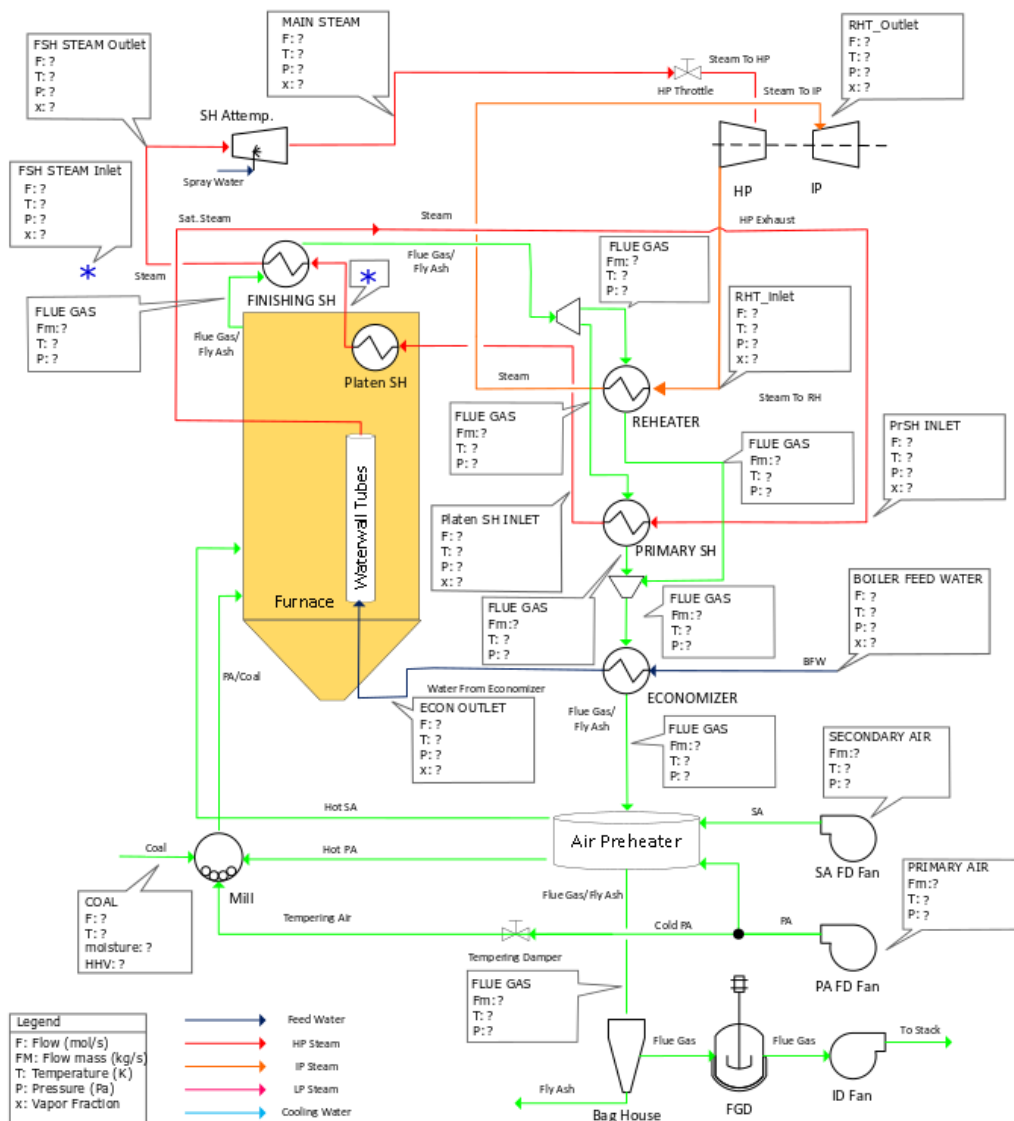 FSH STEAM Outlet
F: ?
T: ?
P: ?
x: ?
MAIN STEAM
F: ?
T: ?
P: ?
x: ?
Steam To HP
HP Throttle
Steam To IP
RHT_Outlet
F: ?
T: ?
P: ?
x: ?
SH Attemp.
Spray Water
HP
IP
FSH STEAM Inlet
F: ?
T: ?
P: ?
x: ?
*
Sat. Steam
Steam
HP Exhaust
Steam
FINISHING SH
*
Flue Gas/
Fly Ash
FLUE GAS
Fm: ?
T: ?
P: ?
FLUE GAS
Fm:?
T: ?
P: ?
Flue Gas/
Fly Ash
Platen SH
RHT_Inlet
F: ?
T: ?
P: ?
x: ?
Steam
Steam To RH
REHEATER
FLUE GAS
Fm:?
T: ?
P: ?
FLUE GAS
Fm:?
T: ?
P: ?
PrSH INLET
F: ?
T: ?
P: ?
x: ?
Waterwall Tubes
Platen SH INLET
F: ?
T: ?
P: ?
x: ?
PRIMARY SH
Furnace
FLUE GAS
Fm:?
T: ?
P: ?
FLUE GAS
Fm:?
T: ?
P: ?
BOILER FEED WATER
F: ?
T: ?
P: ?
x: ?
BFW
PA/Coal
Water From Economizer
ECONOMIZER
ECON OUTLET
F: ?
T: ?
P: ?
x: ?
Flue Gas/
Fly Ash
FLUE GAS
Fm: ?
T: ?
P: ?
SECONDARY AIR
Fm:?
T: ?
P: ?
Hot SA
SA
Air Preheater
SA FD Fan
Coal
Hot PA
Mill
Flue Gas/Fly Ash
PRIMARY AIR
Fm:?
T: ?
P: ?
COAL
F: ?
T: ?
moisture: ?
HHV: ?
Tempering Air
Cold PA
PA
Tempering Damper
PA FD Fan
FLUE GAS
Fm:?
T: ?
P:?
Legend
F: Flow (mol/s)
FM: Flow mass (kg/s)
T: Temperature (K)
P: Pressure (Pa)
x: Vapor Fraction
Feed Water
HP Steam
IP Steam
LP Steam
Cooling Water
Flue Gas
Flue Gas
To Stack
Fly Ash
Bag House
FGD
ID Fan